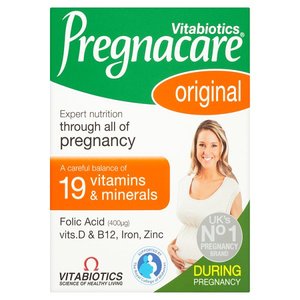 Vitabiotics
Pregnacare®
original
Expert nutrition
through all of
pregnancy
A careful balance of
19 vitamins
& minerals
Folic Acid (400µg)
vits.D & B12, Iron, Zinc
UK's
Nº1
PREGNANCY
BRAND
VITABIOTICS
SCIENCE OF HEALTHY LIVING
DURING
PREGNANCY